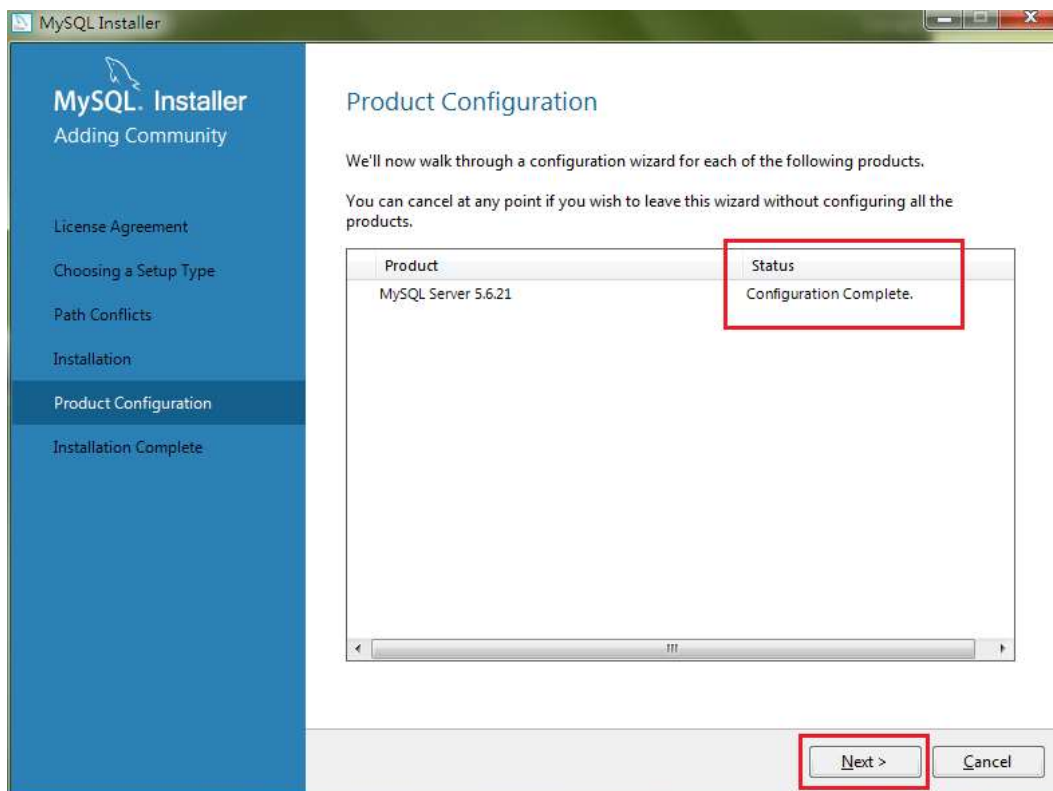 MySQL Installer
MySQL. Installer
Adding Community
License Agreement
Choosing a Setup Type
Path Conflicts
Installation
Product Configuration
Installation Complete
Product Configuration
We'll now walk through a configuration wizard for each of the following products.
You can cancel at any point if you wish to leave this wizard without configuring all the
products.
Product Status
MySQL Server 5.6.21 Configuration Complete.
Next > Cancel